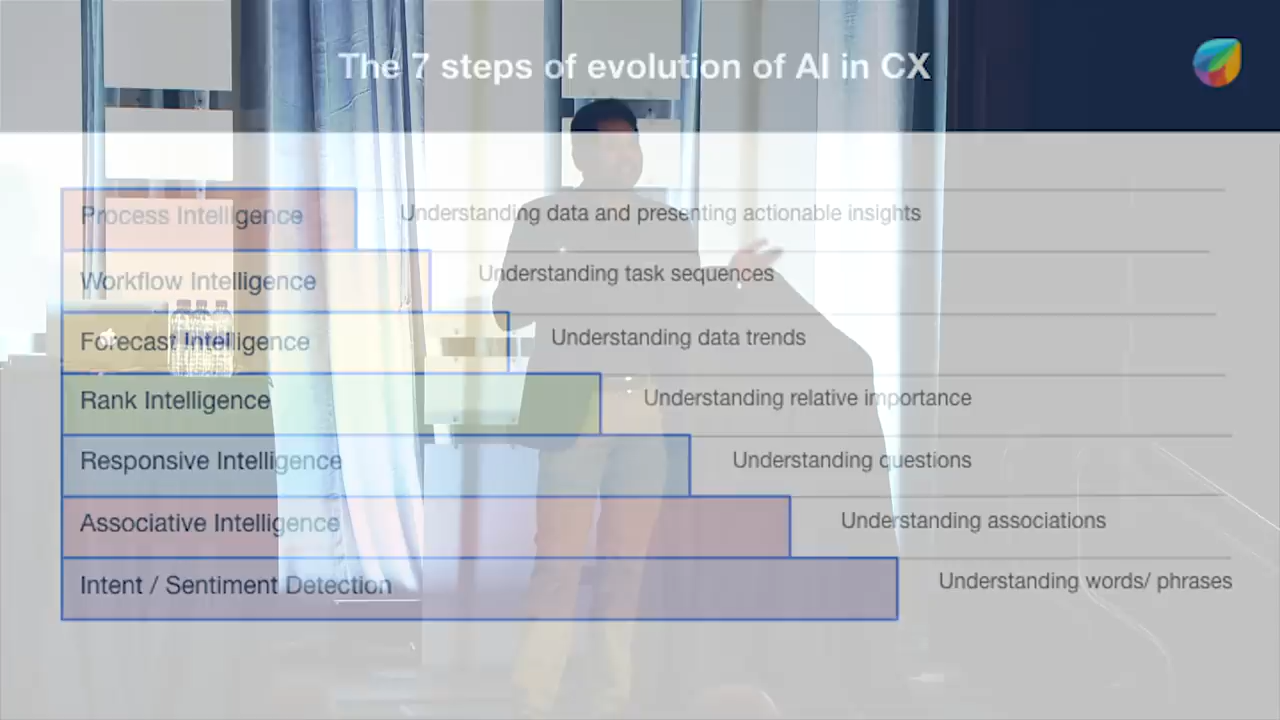 The 7 steps of evolution of AI in CX
Process Intelligence Understanding data and presenting actionable insights
Workflow Intelligence Understanding task sequences
Forecast Intelligence Understanding data trends
Rank Intelligence Understanding relative importance
Responsive Intelligence Understanding questions
Associative Intelligence Understanding associations
Intent / Sentiment Detection Understanding words/ phrases